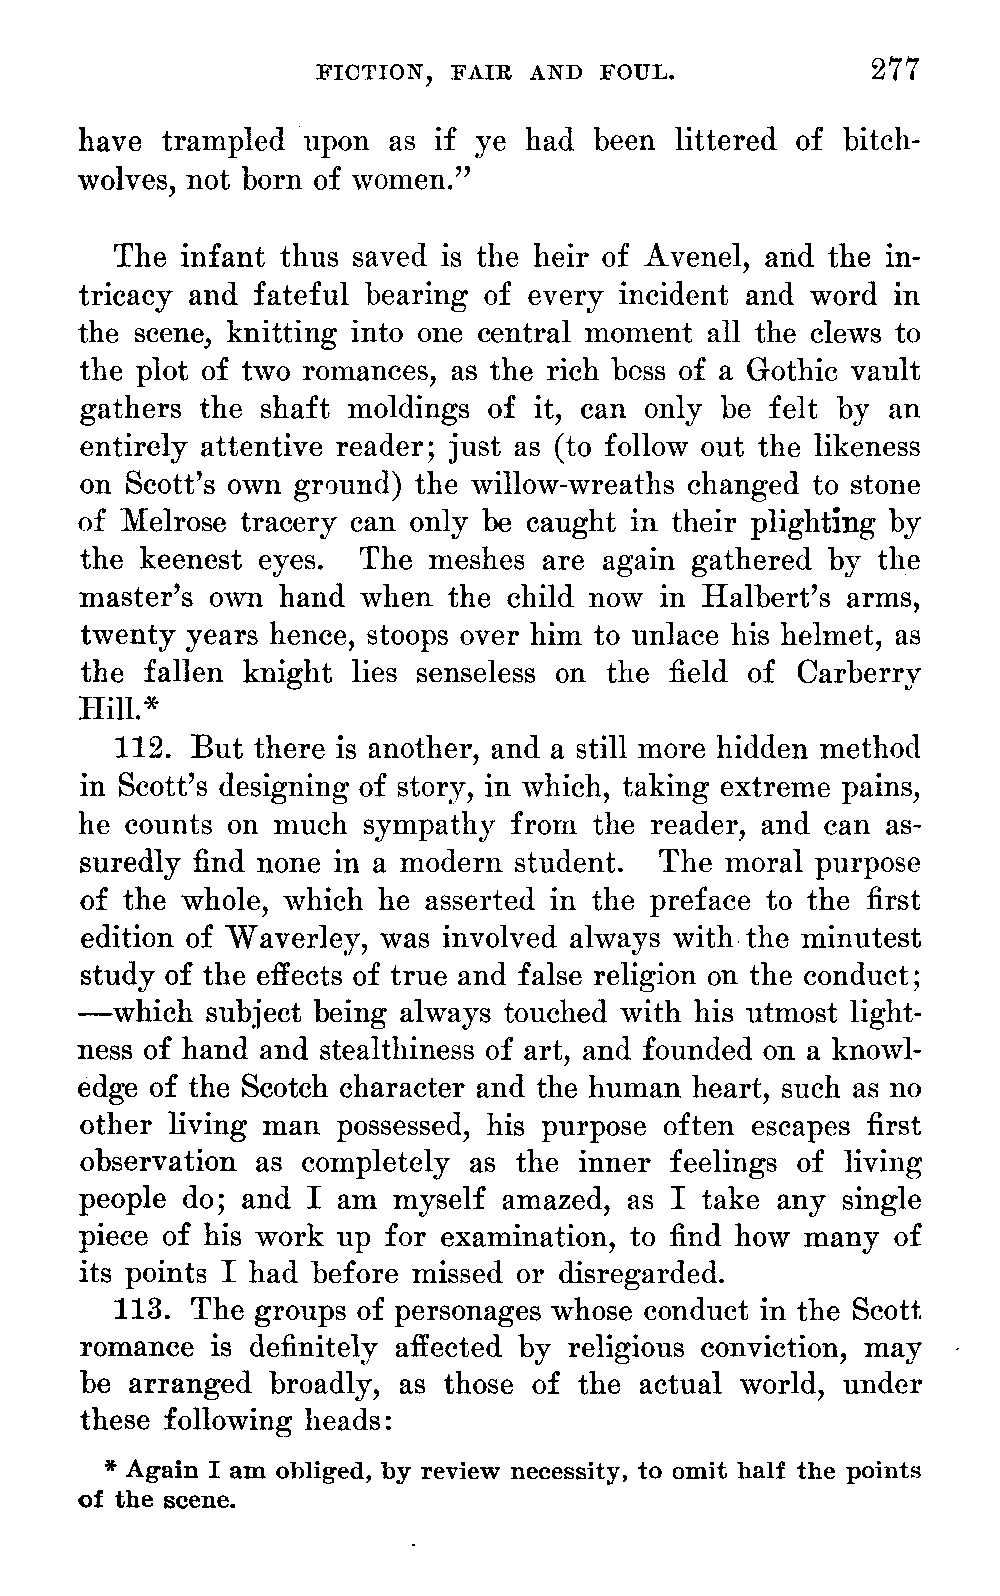 FICTION, FAIR AND FOUL. 277
have trampled upon as if ye had been littered of bitch-
wolves, not born of women.”
The infant thus saved is the heir of Avenel, and the in-
tricacy and fateful bearing of every incident and word in
the scene, knitting into one central moment all the clews to
the plot of two romances, as the rich boss of a Gothic vault
gathers the shaft moldings of it, can only be felt by an
entirely attentive reader; just as (to follow out the likeness
on Scott’s own ground) the willow-wreaths changed to stone
of Melrose tracery can only be caught in their plighting by
the keenest eyes. The meshes are again gathered by the
master’s own hand when the child now in Halbert’s arms,
twenty years hence, stoops over him to unlace his helmet, as
the fallen knight lies senseless on the field of Carberry
Hill.*
112. But there is another, and a still more hidden method
in Scott’s designing of story, in which, taking extreme pains,
he counts on much sympathy from the reader, and can as-
suredly find none in a modern student. The moral purpose
of the whole, which he asserted in the preface to the first
edition of Waverley, was involved always with the minutest
study of the effects of true and false religion on the conduct;
—which subject being always touched with his utmost light-
ness of hand and stealthiness of art, and founded on a knowl-
edge of the Scotch character and the human heart, such as no
other living man possessed, his purpose often escapes first
observation as completely as the inner feelings of living
people do; and I am myself amazed, as I take any single
piece of his work up for examination, to find how many of
its points I had before missed or disregarded.
113. The groups of personages whose conduct in the Scott
romance is definitely affected by religious conviction, may
be arranged broadly, as those of the actual world, under
these following heads:
* Again I am obliged, by review necessity, to omit half the points
of the scene.